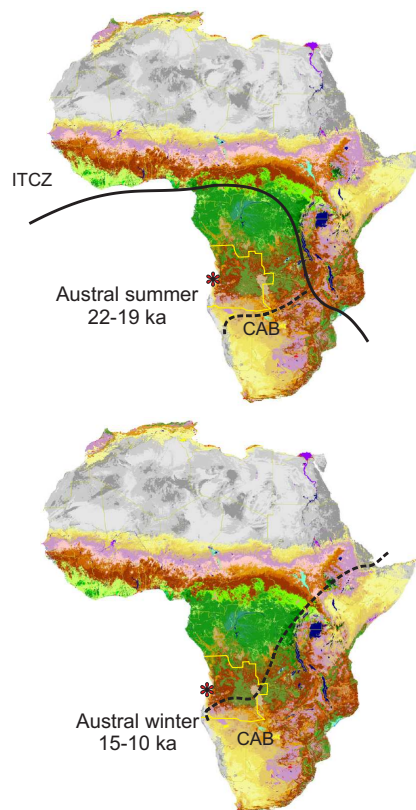 ITCZ
Austral summer
22-19 ka
CAB
Austral winter
15-10 ka
CAB